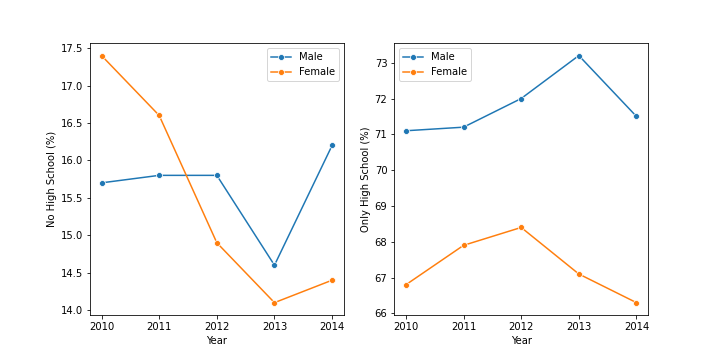 No High School (%)
17.5
17.0
16.5
16.0
15.5
15.0
14.5
14.0
Male
Female
2010 2011 2012 2013 2014
Year
Only High School (%)
73
72
71
70
69
68
67
66
Male
Female
2010 2011 2012 2013 2014
Year